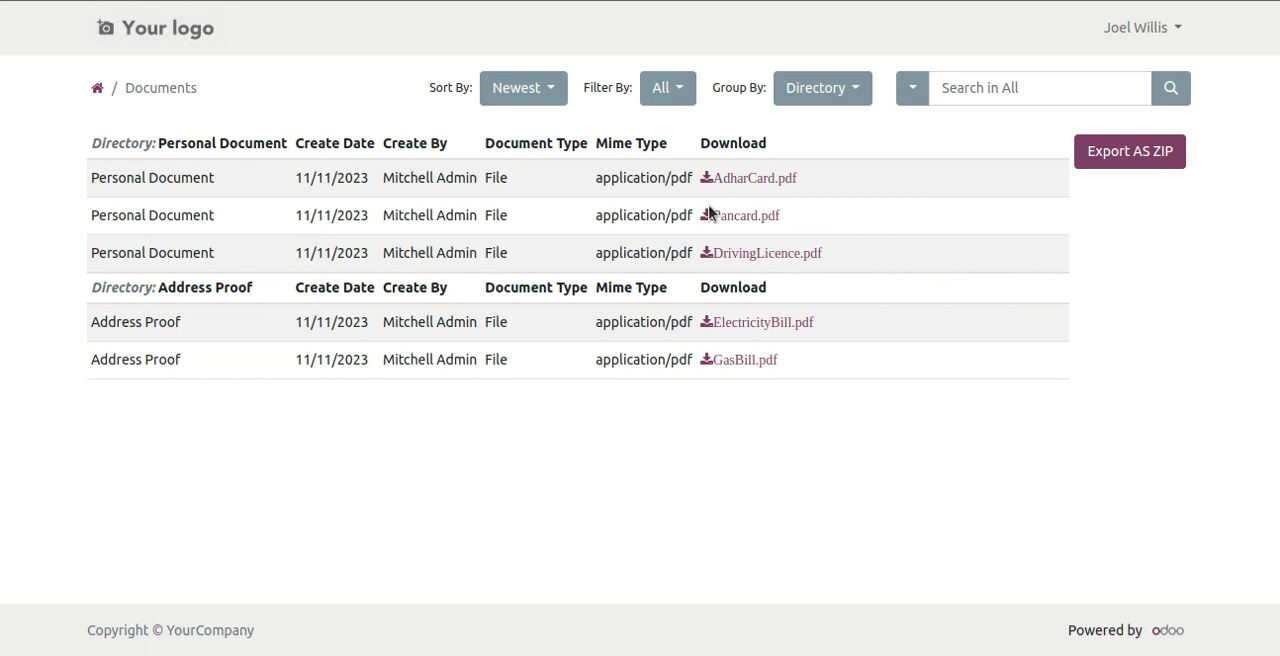 Your logo Joel Willis
/ Documents Sort By: Newest Filter By: All Group By: Directory Search in All
Directory: Personal Document Create Date Create By Document Type Mime Type Download Export AS ZIP
Personal Document 11/11/2023 Mitchell Admin File application/pdf AdharCard.pdf
Personal Document 11/11/2023 Mitchell Admin File application/pdf Pancard.pdf
Personal Document 11/11/2023 Mitchell Admin File application/pdf DrivingLicence.pdf
Directory: Address Proof Create Date Create By Document Type Mime Type Download
Address Proof 11/11/2023 Mitchell Admin File application/pdf ElectricityBill.pdf
Address Proof 11/11/2023 Mitchell Admin File application/pdf GasBill.pdf
Copyright © YourCompany Powered by odoo